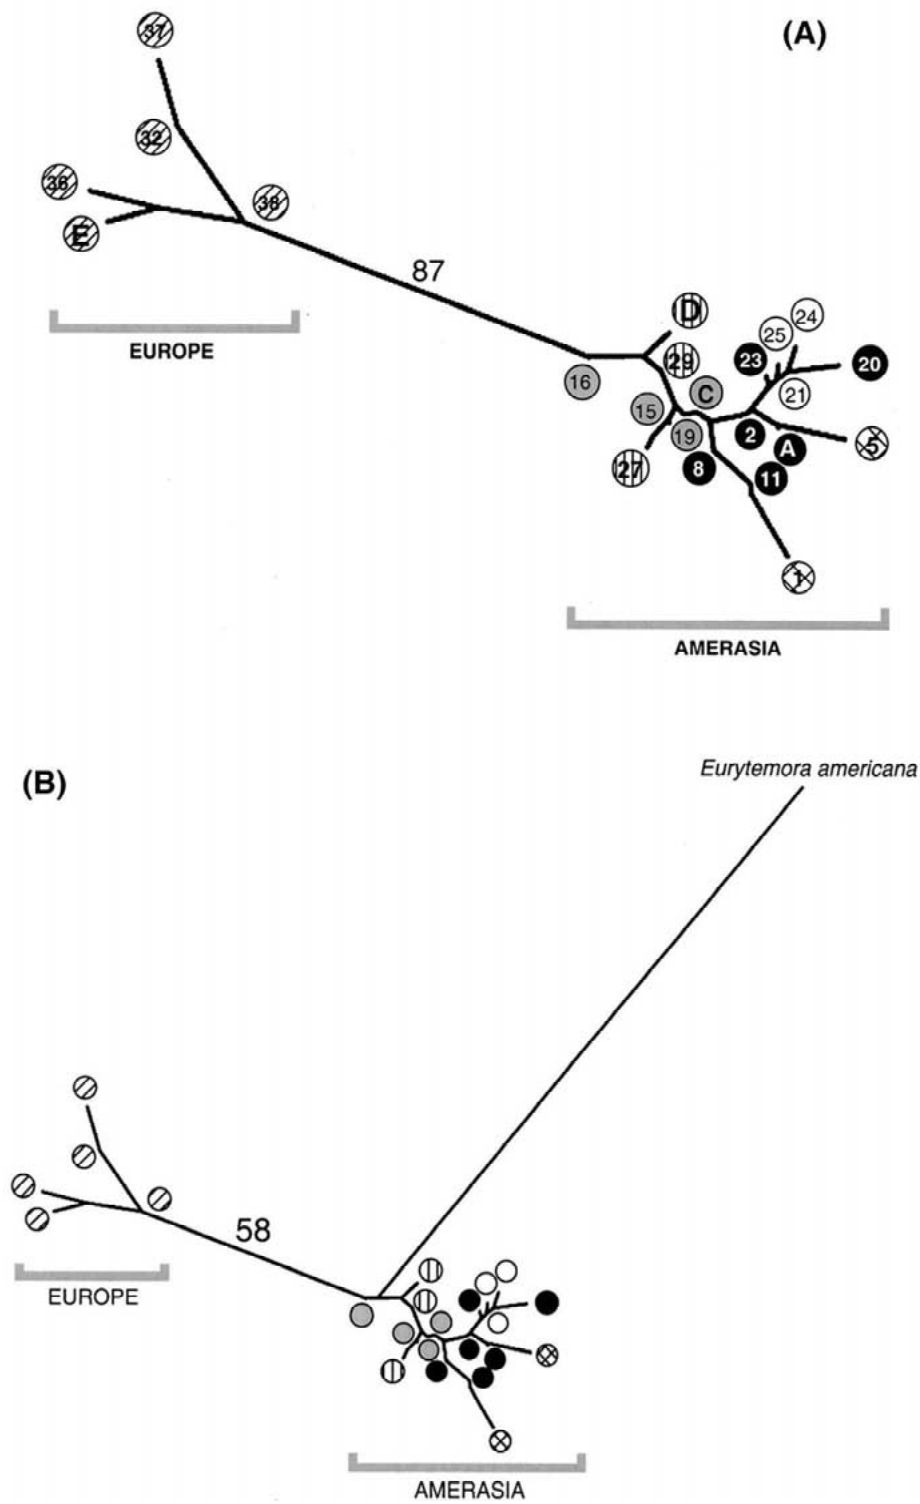 (A)
37
32
36
38
E
87
EUROPE
D
24
25
29
23
20
16
C
21
15
19
2
A
5
27
8
11
1
AMERASIA
(B)
Eurytemora americana
58
EUROPE
AMERASIA